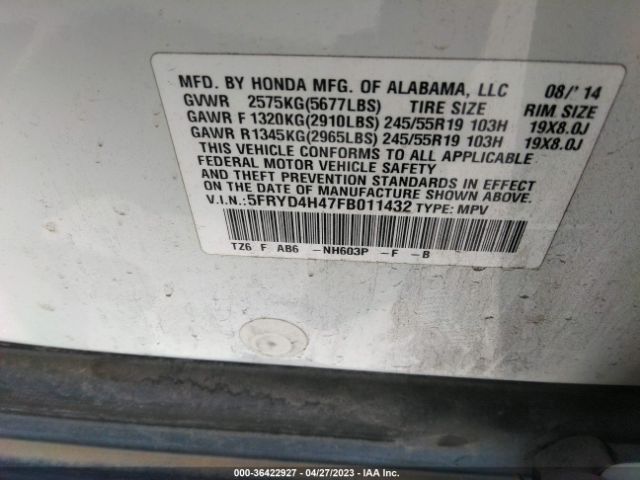 MFD. BY HONDA MFG. OF ALABAMA, LLC 08/'14
GVWR 2575KG(5677LBS) TIRE SIZE RIM SIZE
GAWR F 1320KG(2910LBS) 245/55R19 103H 19X8.0J
GAWR R 1345KG(2965LBS) 245/55R19 103H 19X8.0J
THIS VEHICLE CONFORMS TO ALL APPLICABLE
FEDERAL MOTOR VEHICLE SAFETY
AND THEFT PREVENTION STANDARDS IN EFFECT
ON THE DATE OF MANUFACTURE SHOWN ABOVE.
V.I.N.:5FRYD4H47FB011432 TYPE: MPV
TZ6 F AB6 -NH603P -F -B
000-36422927 - 04/27/2023 - IAA Inc.